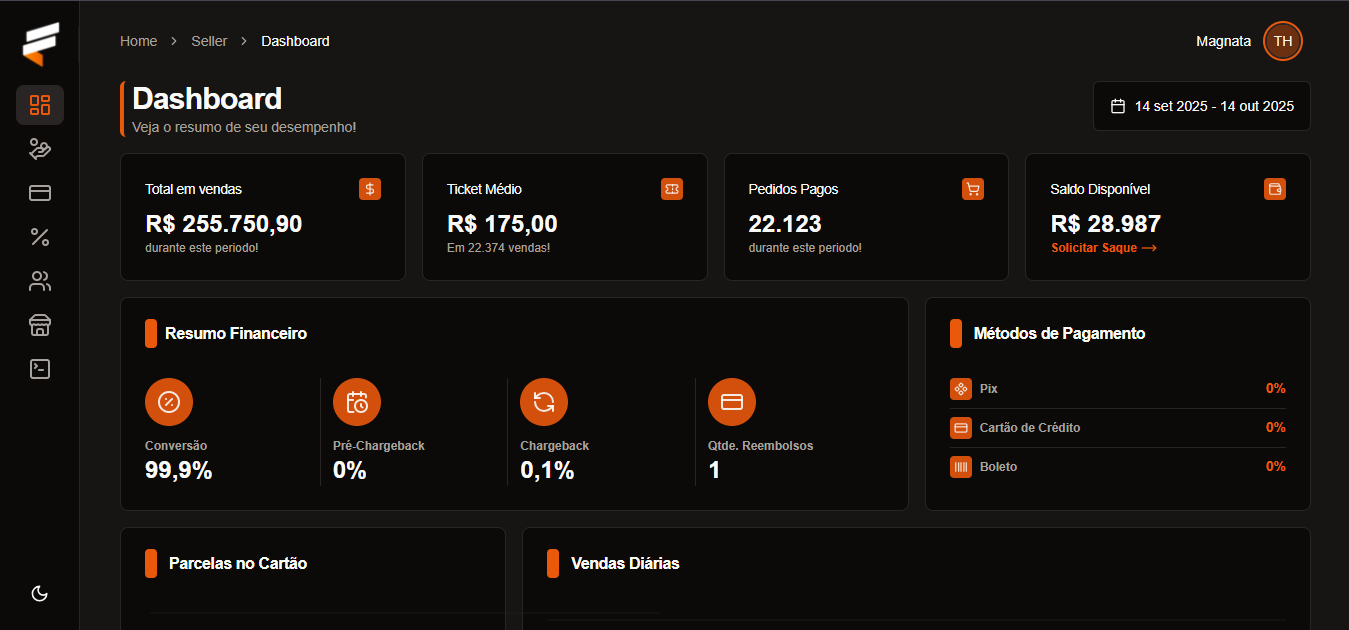 Home > Seller > Dashboard
Magnata
TH
Dashboard
Veja o resumo de seu desempenho!
14 set 2025 - 14 out 2025
Total em vendas
R$ 255.750,90
durante este periodo!
Ticket Médio
R$ 175,00
Em 22.374 vendas!
Pedidos Pagos
22.123
durante este periodo!
Saldo Disponível
R$ 28.987
Solicitar Saque →
Resumo Financeiro
Conversão
99,9%
Pré-Chargeback
0%
Chargeback
0,1%
Qtde. Reembolsos
1
Métodos de Pagamento
Pix 0%
Cartão de Crédito 0%
Boleto 0%
Parcelas no Cartão
Vendas Diárias